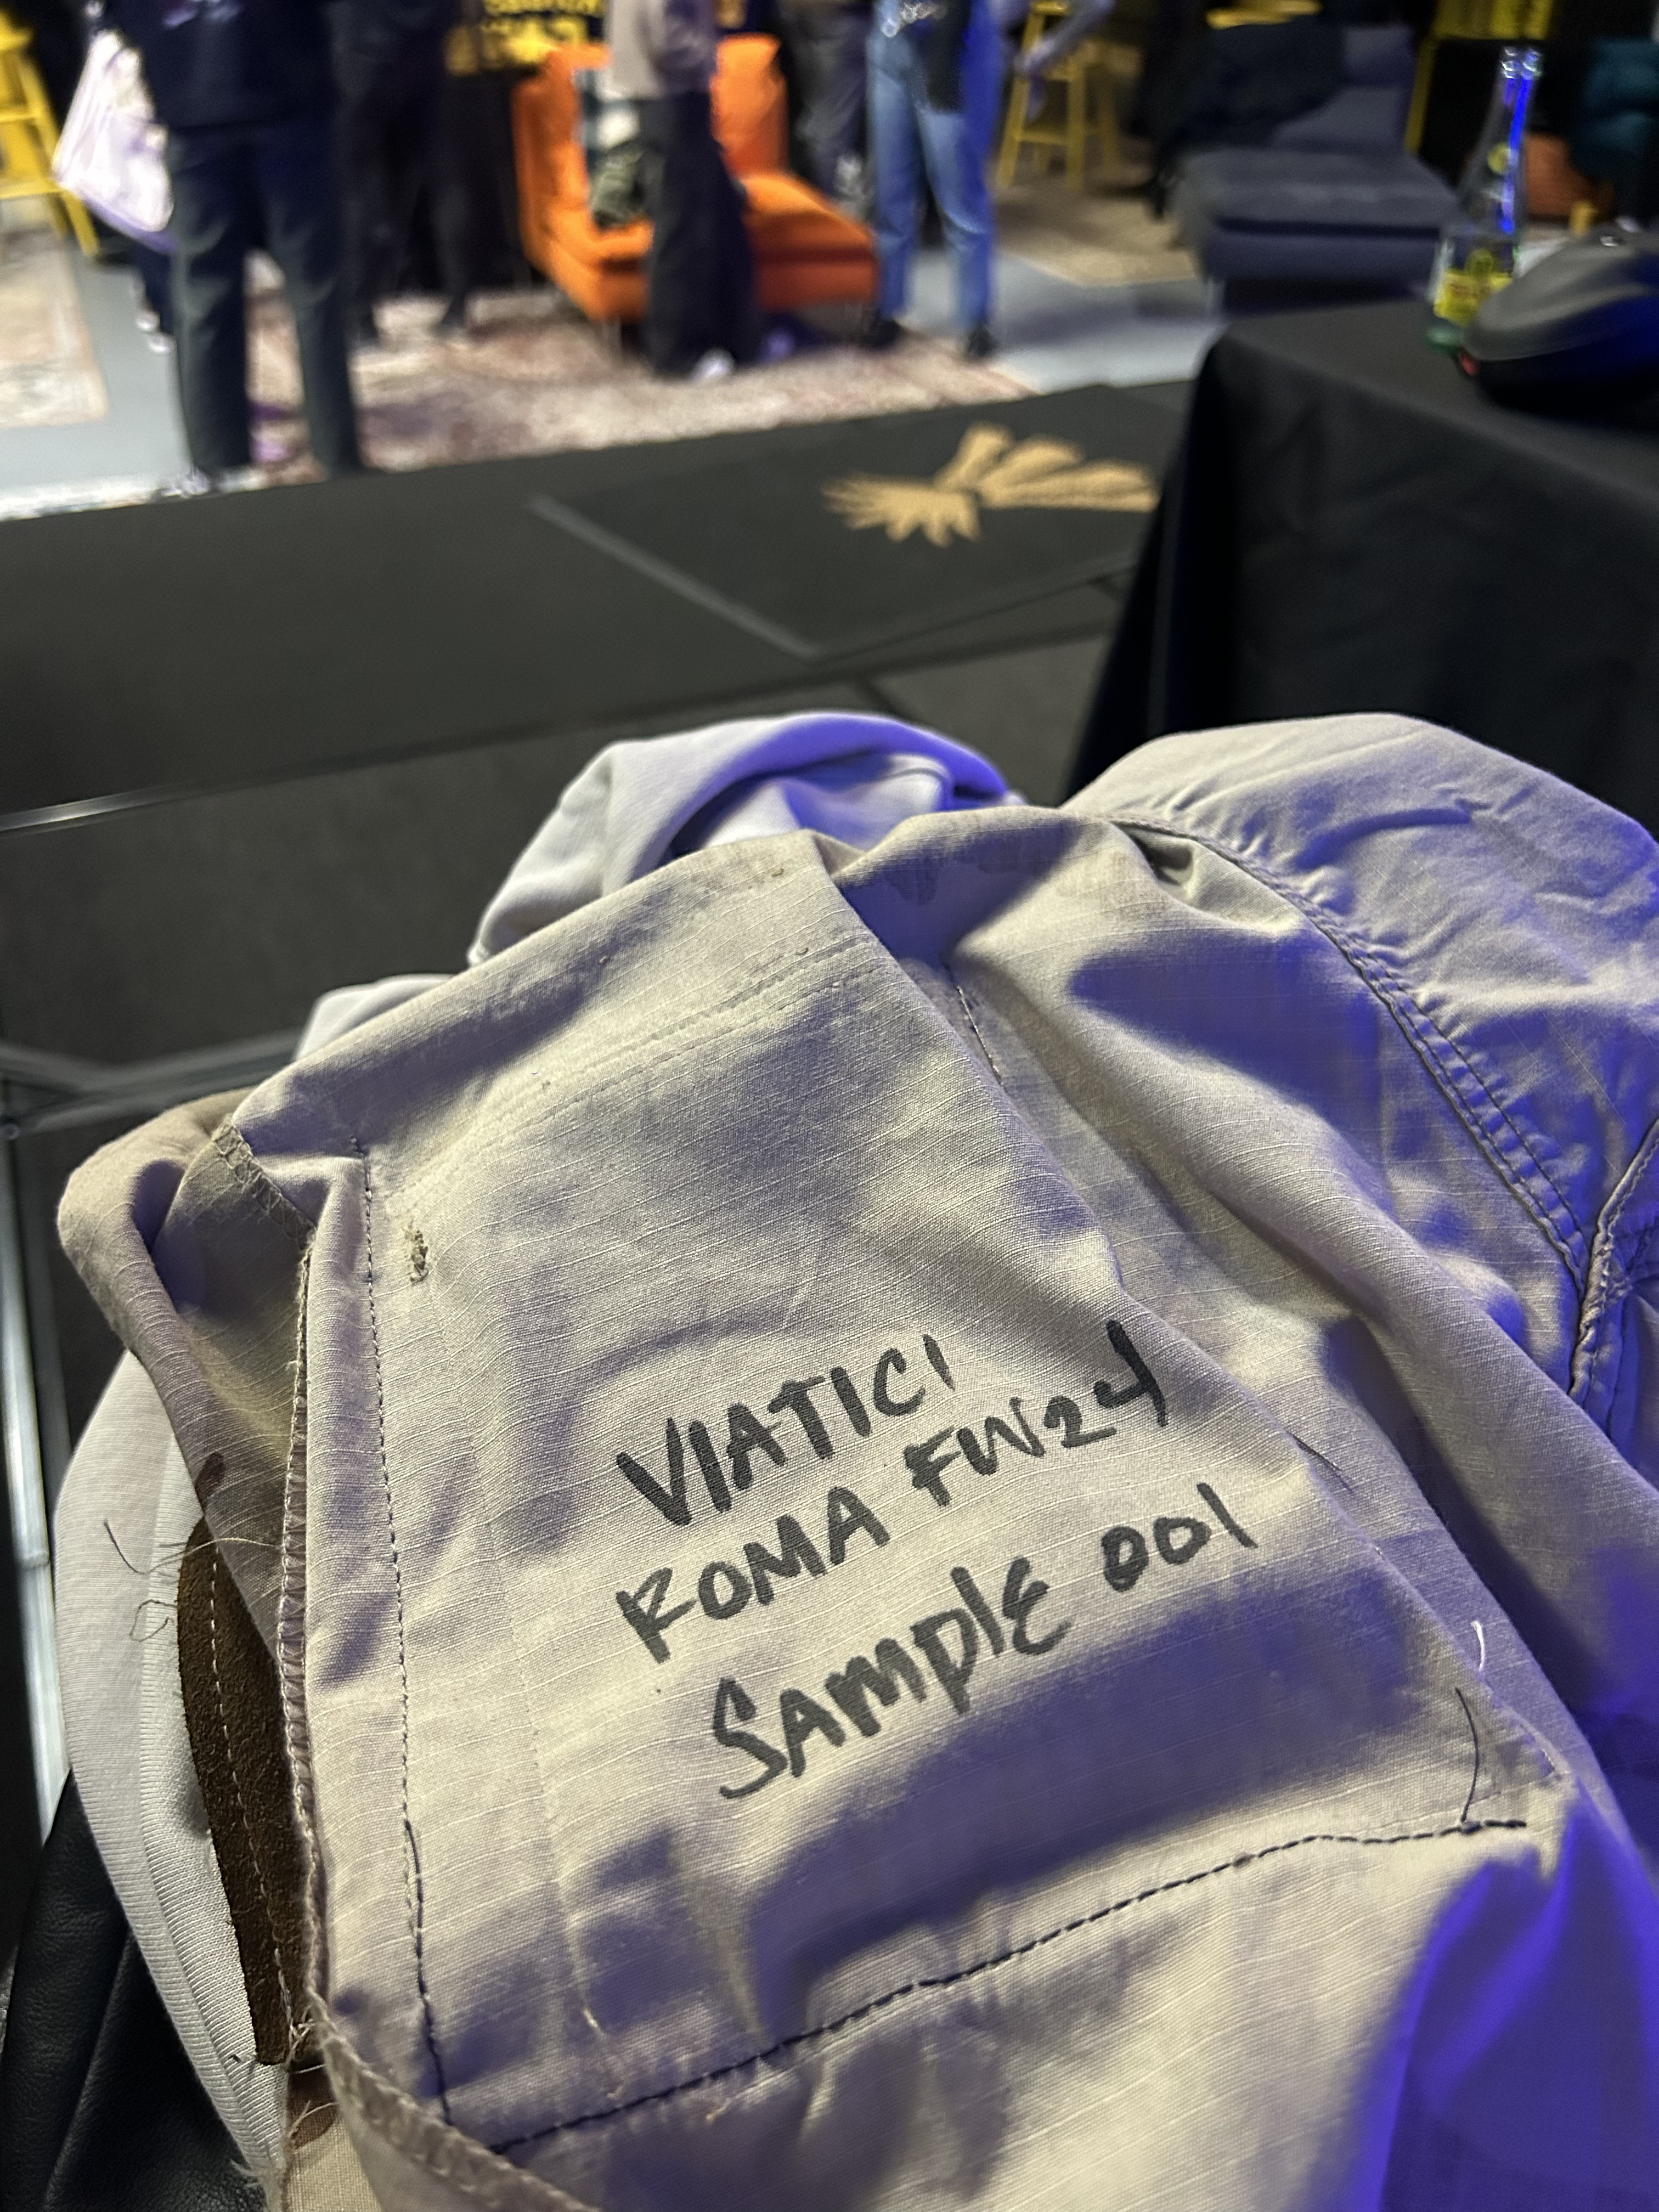 VIATICI
ROMA FW24
SAMPLE 001